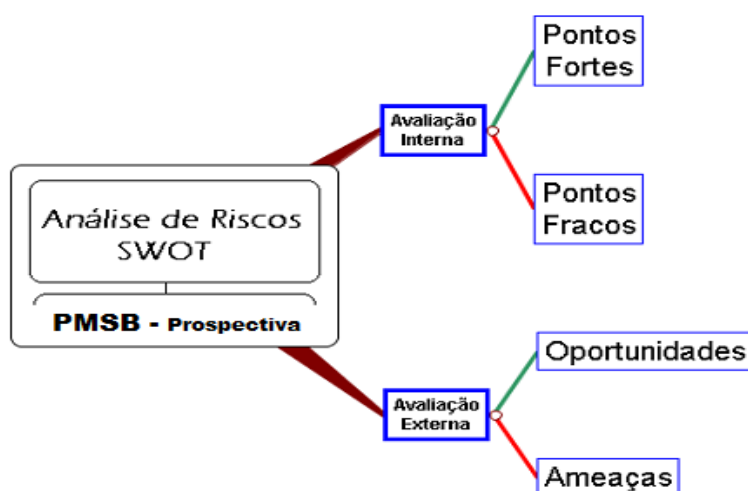 Pontos
Fortes
Avaliação
Interna
Pontos
Fracos
Análise de Riscos
SWOT
PMSB - Prospectiva
Oportunidades
Avaliação
Externa
Ameaças